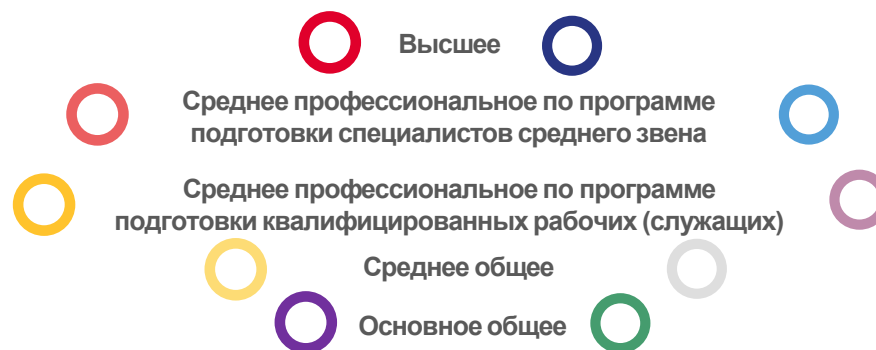 Высшее
Среднее профессиональное по программе
подготовки специалистов среднего звена
Среднее профессиональное по программе
подготовки квалифицированных рабочих (служащих)
Среднее общее
Основное общее